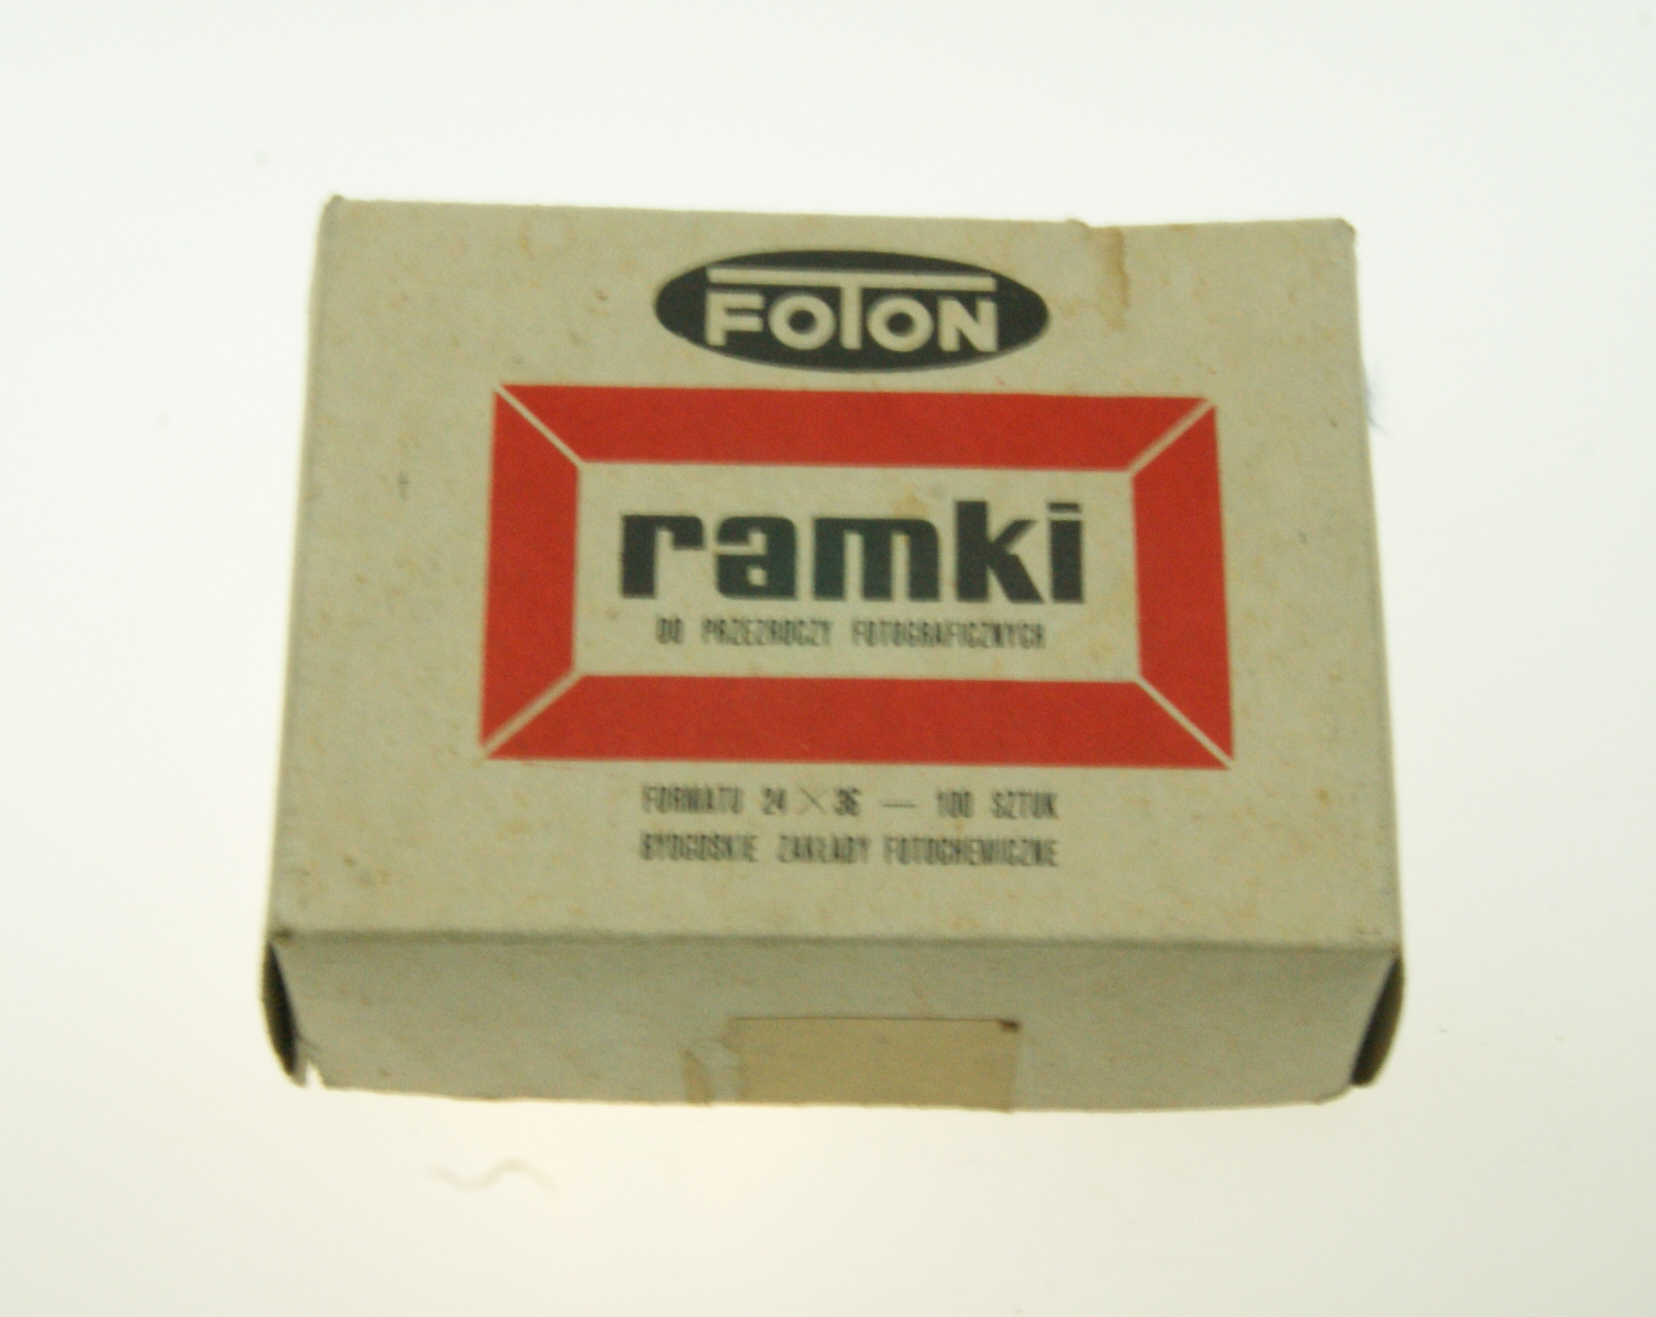 FOTON
ramki
DO PRZEZROCZY FOTOGRAFICZNYCH
FORMATU 24 × 36 — 100 SZTUK
BYDGOSKIE ZAKŁADY FOTOCHEMICZNE